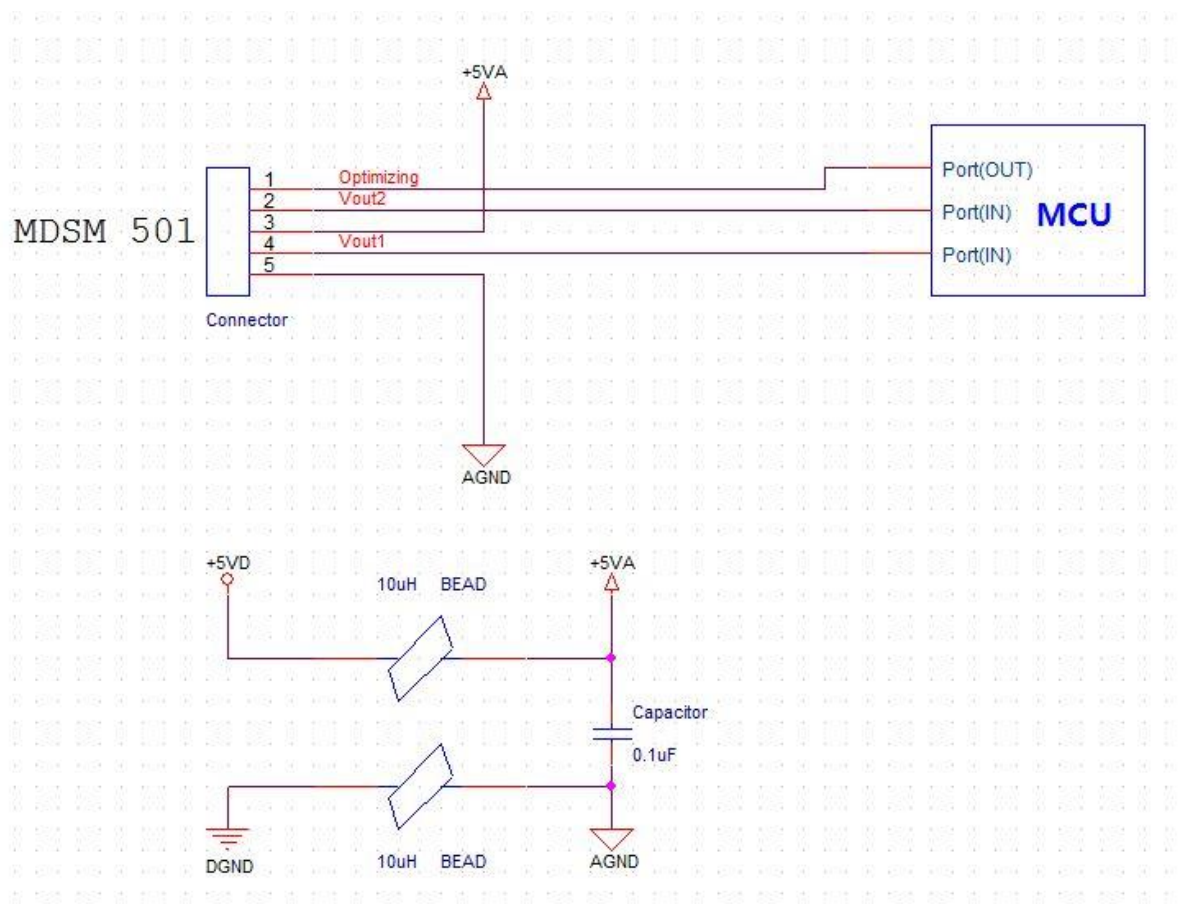 +5VA
1 Optimizing
2 Vout2
3
4 Vout1
5
MDSM 501
Connector
Port(OUT)
Port(IN)
Port(IN)
MCU
AGND
+5VD
10uH BEAD
+5VA
Capacitor
0.1uF
DGND
10uH BEAD
AGND